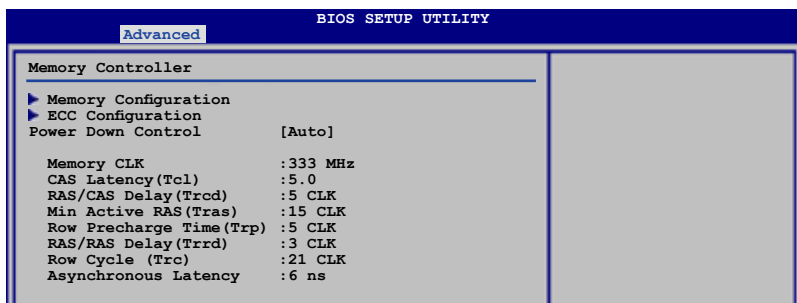 BIOS SETUP UTILITY
Advanced
Memory Controller
Memory Configuration
ECC Configuration
Power Down Control [Auto]
Memory CLK :333 MHz
CAS Latency(Tcl) :5.0
RAS/CAS Delay(Trcd) :5 CLK
Min Active RAS(Tras) :15 CLK
Row Precharge Time(Trp) :5 CLK
RAS/RAS Delay(Trrd) :3 CLK
Row Cycle (Trc) :21 CLK
Asynchronous Latency :6 ns